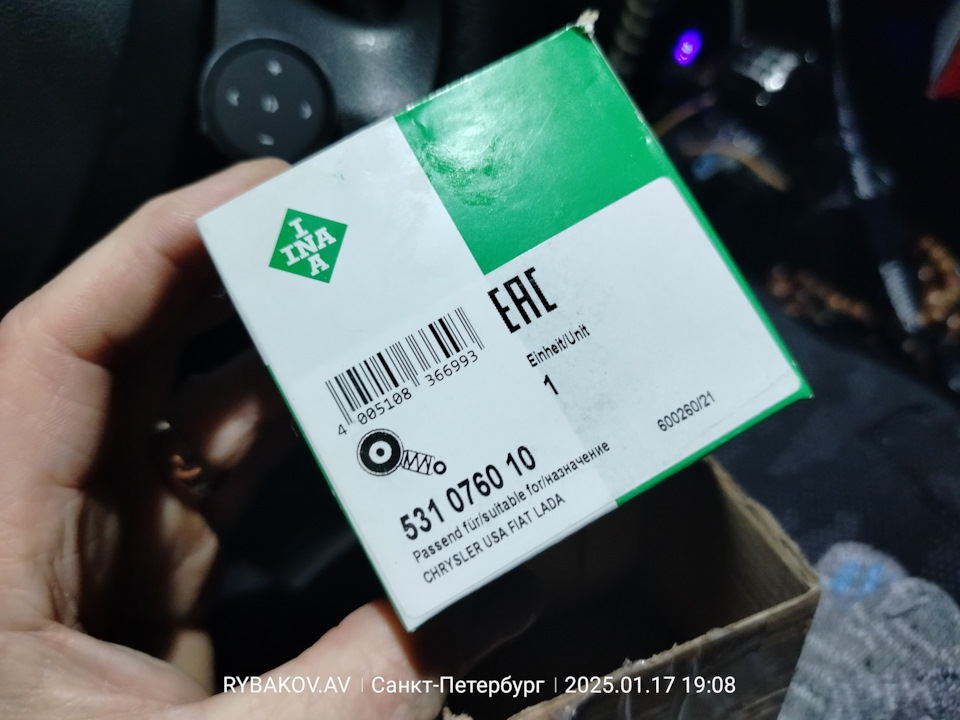 I
INA
A
EAC
Einheit/Unit
1
4 005108 366993
600260/21
531 0760 10
Passend für/suitable for/назначение
CHRYSLER USA FIAT LADA
RYBAKOV.AV | Санкт-Петербург | 2025.01.17 19:08